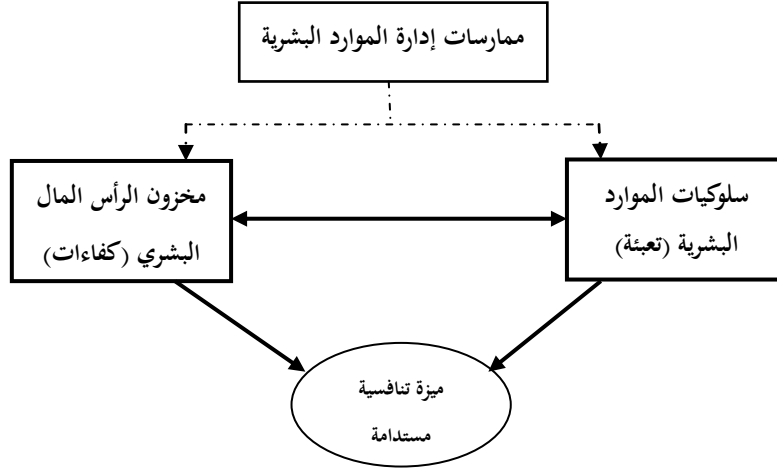 ممارسات إدارة الموارد البشرية
سلوكيات الموارد
البشرية (تعبئة)
مخزون الرأس المال
البشري (كفاءات)
ميزة تنافسية
مستدامة